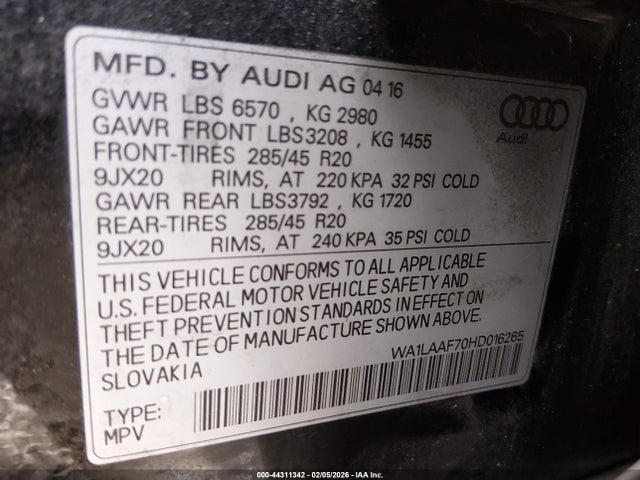 MFD. BY AUDI AG 04 16
GVWR LBS 6570 , KG 2980
GAWR FRONT LBS3208 , KG 1455
FRONT-TIRES 285/45 R20
9JX20 RIMS, AT 220 KPA 32 PSI COLD
GAWR REAR LBS3792 , KG 1720
REAR-TIRES 285/45 R20
9JX20 RIMS, AT 240 KPA 35 PSI COLD
Audi
THIS VEHICLE CONFORMS TO ALL APPLICABLE
U.S. FEDERAL MOTOR VEHICLE SAFETY AND
THEFT PREVENTION STANDARDS IN EFFECT ON
THE DATE OF MANUFACTURE SHOWN ABOVE.
SLOVAKIA
WA1LAAF70HD016265
TYPE:
MPV
000-44311342 - 02/05/2026 - IAA Inc.